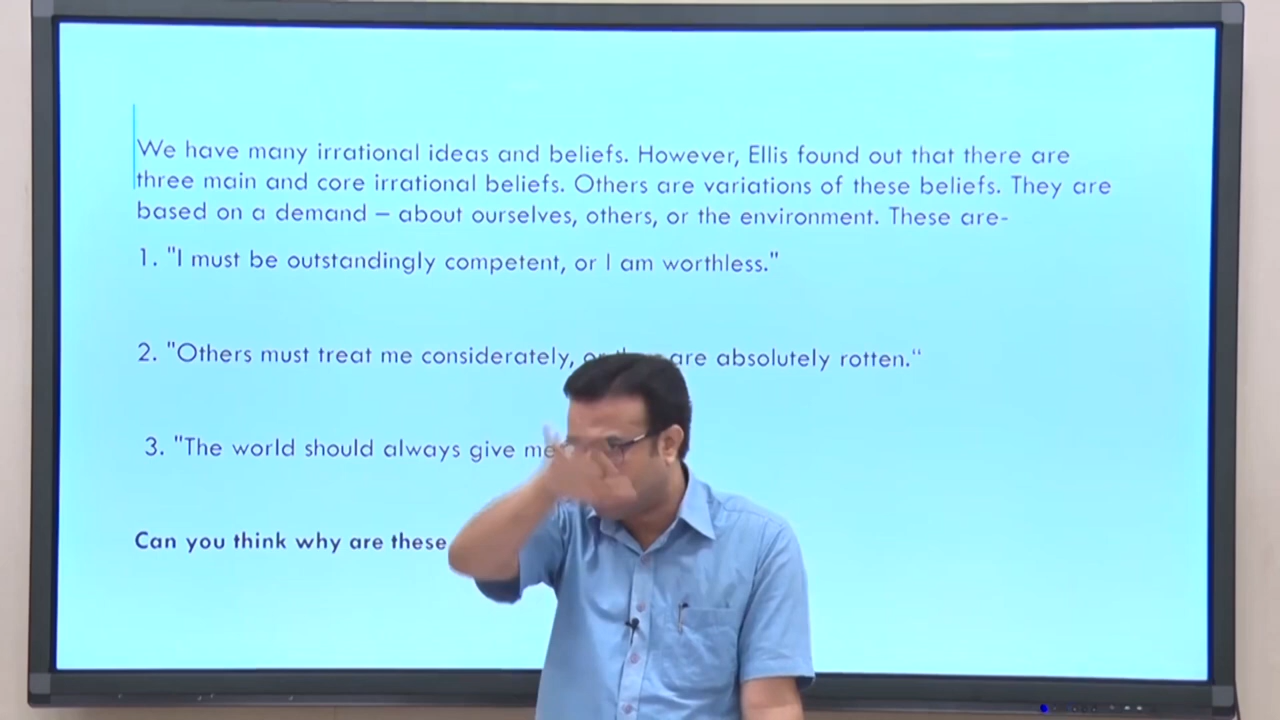 We have many irrational ideas and beliefs. However, Ellis found out that there are
three main and core irrational beliefs. Others are variations of these beliefs. They are
based on a demand – about ourselves, others, or the environment. These are-
1. "I must be outstandingly competent, or I am worthless."
2. "Others must treat me considerately, are absolutely rotten.“
3. "The world should always give me
Can you think why are these